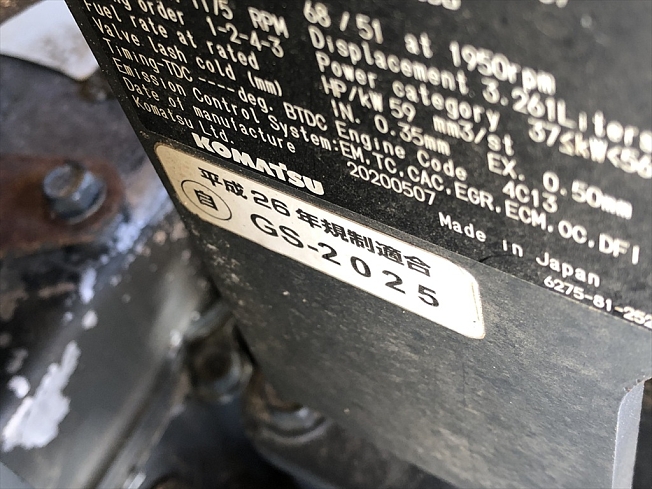 1175 RPM 68/51 at 1950rpm
order 1-2-4-3 Displacement 3.261Liters
Fuel rate at rated Power category 37≤kW<56
Valve lash cold (mm) HP/kW 59 mm3/st
Timing-TDC ----deg. BTDC IN. 0.35mm EX. 0.50mm
Emission Control System:EM.TC.CAC.EGR.ECM.OC.DFI
Engine Code 4C13
Date of manufacture 20200507
Komatsu Ltd. Made in Japan
KOMATSU 6275-81-252
平成26年規制適合
自 GS-2025